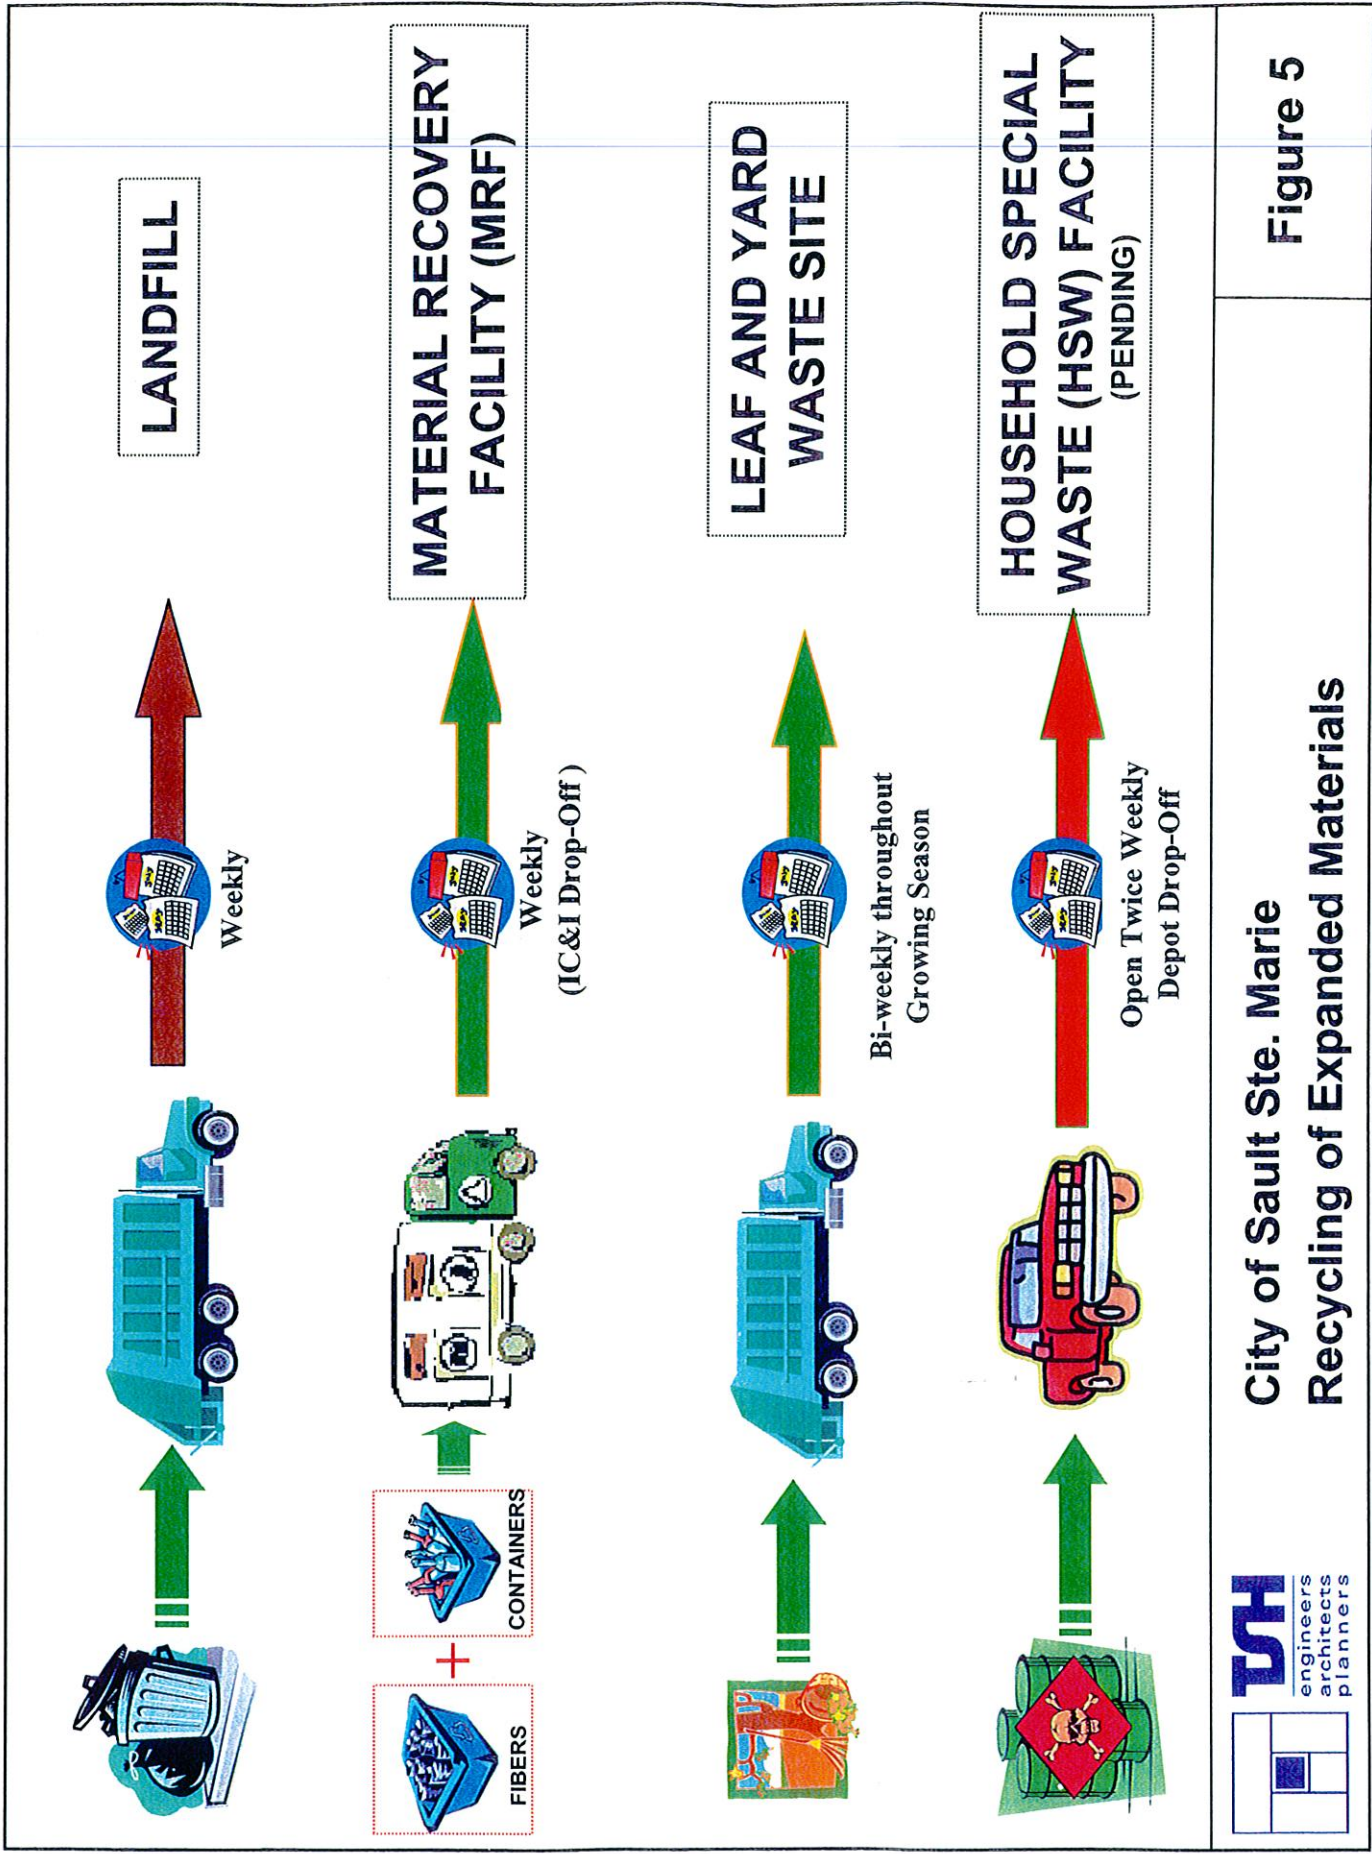 LANDFILL
Weekly
MATERIAL RECOVERY
FACILITY (MRF)
Weekly
(IC&I Drop-Off )
FIBERS
+
CONTAINERS
LEAF AND YARD
WASTE SITE
Bi-weekly throughout
Growing Season
HOUSEHOLD SPECIAL
WASTE (HSW) FACILITY
(PENDING)
Open Twice Weekly
Depot Drop-Off
TSH
engineers
architects
planners
City of Sault Ste. Marie
Recycling of Expanded Materials
Figure 5